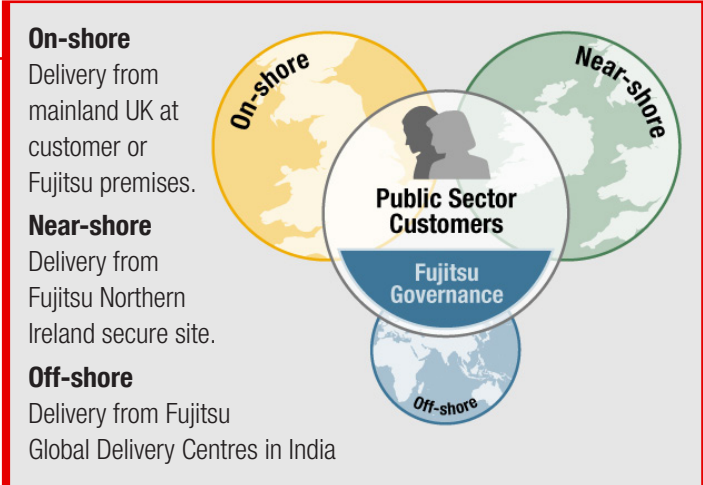 On-shore
Delivery from
mainland UK at
customer or
Fujitsu premises.
Near-shore
Delivery from
Fujitsu Northern
Ireland secure site.
Off-shore
Delivery from Fujitsu
Global Delivery Centres in India
On-shore
Near-shore
Public Sector
Customers
Fujitsu
Governance
Off-shore